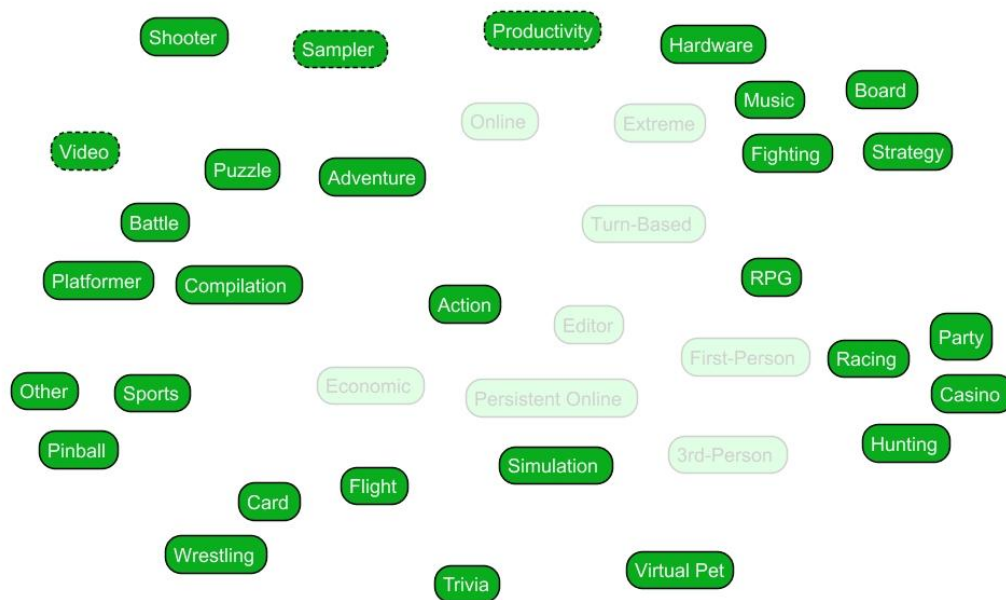 Shooter
Sampler
Productivity
Hardware
Music
Board
Online
Extreme
Video
Puzzle
Adventure
Fighting
Strategy
Battle
Turn-Based
Platformer
Compilation
Action
RPG
Editor
Party
First-Person
Racing
Other
Sports
Economic
Persistent Online
Casino
Pinball
Simulation
3rd-Person
Hunting
Card
Flight
Wrestling
Trivia
Virtual Pet